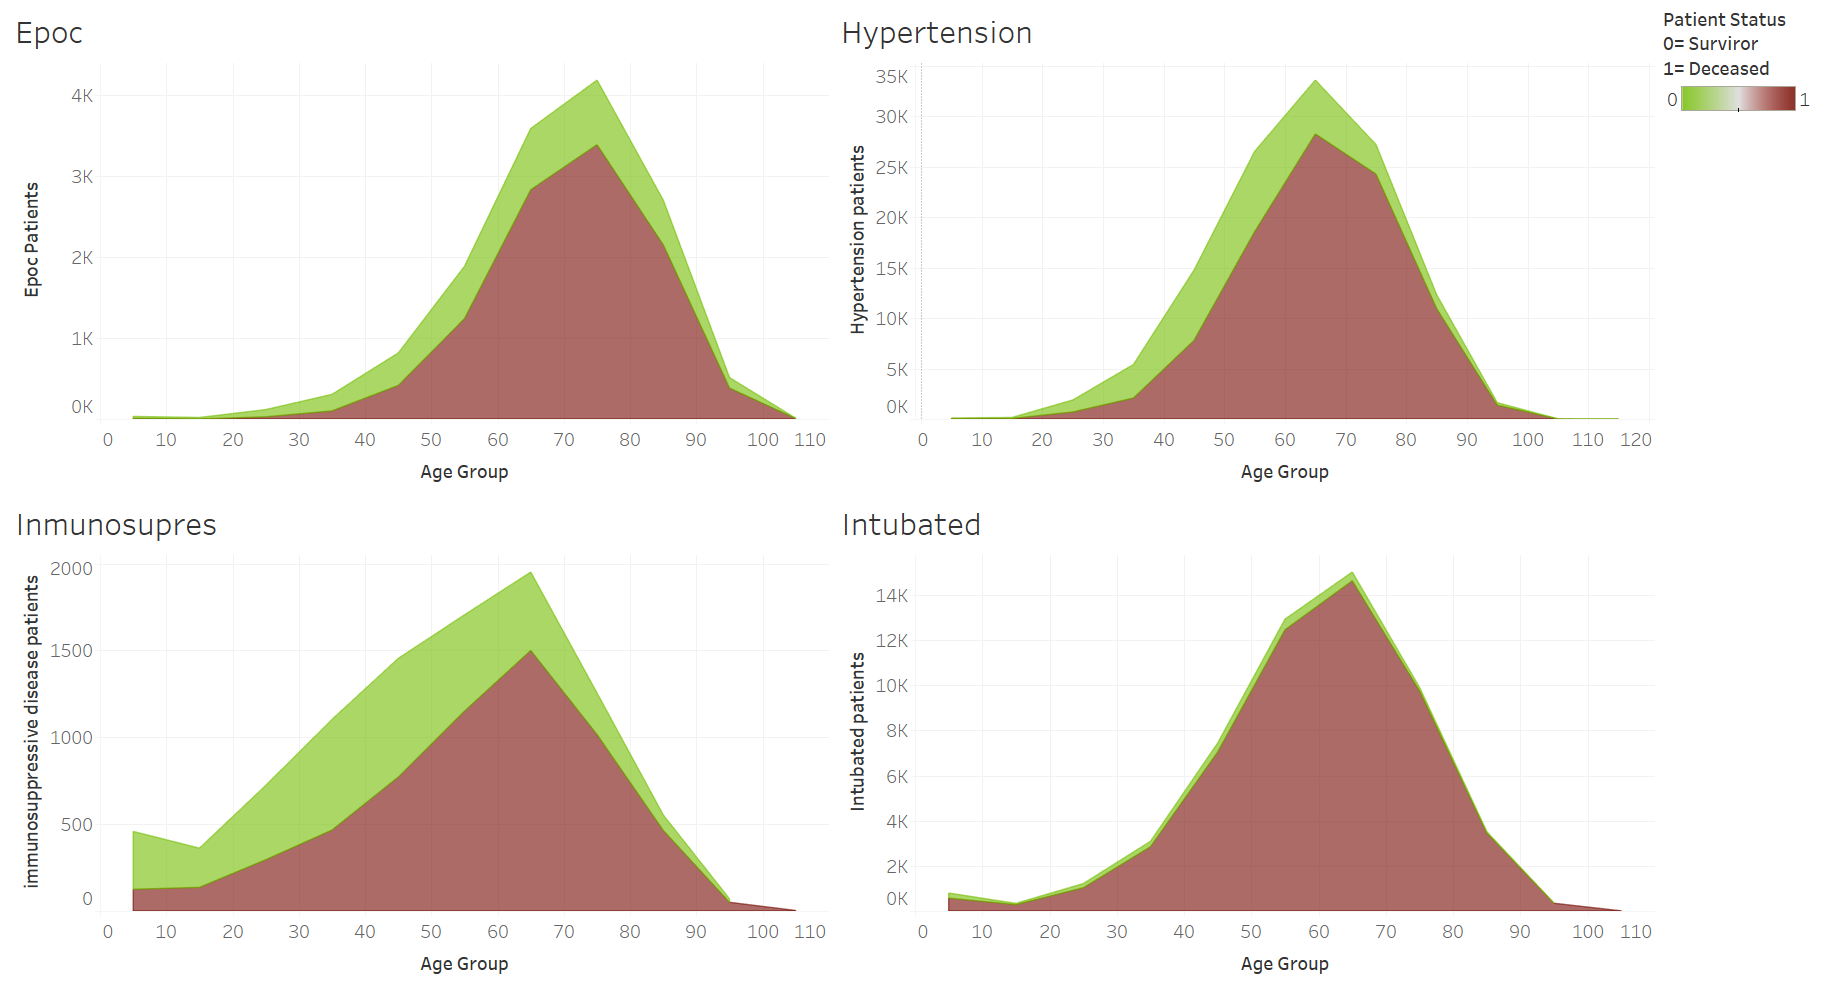 Epoc
4K
3K
2K
1K
0K
Epoc Patients
0 10 20 30 40 50 60 70 80 90 100 110
Age Group
Hypertension
35K
30K
25K
20K
15K
10K
5K
0K
Hypertension patients
0 10 20 30 40 50 60 70 80 90 100 110 120
Age Group
Patient Status
0= Surviror
1= Deceased
0 1
Inmunosupres
2000
1500
1000
500
0
immunosuppressive disease patients
0 10 20 30 40 50 60 70 80 90 100 110
Age Group
Intubated
14K
12K
10K
8K
6K
4K
2K
0K
Intubated patients
0 10 20 30 40 50 60 70 80 90 100 110
Age Group